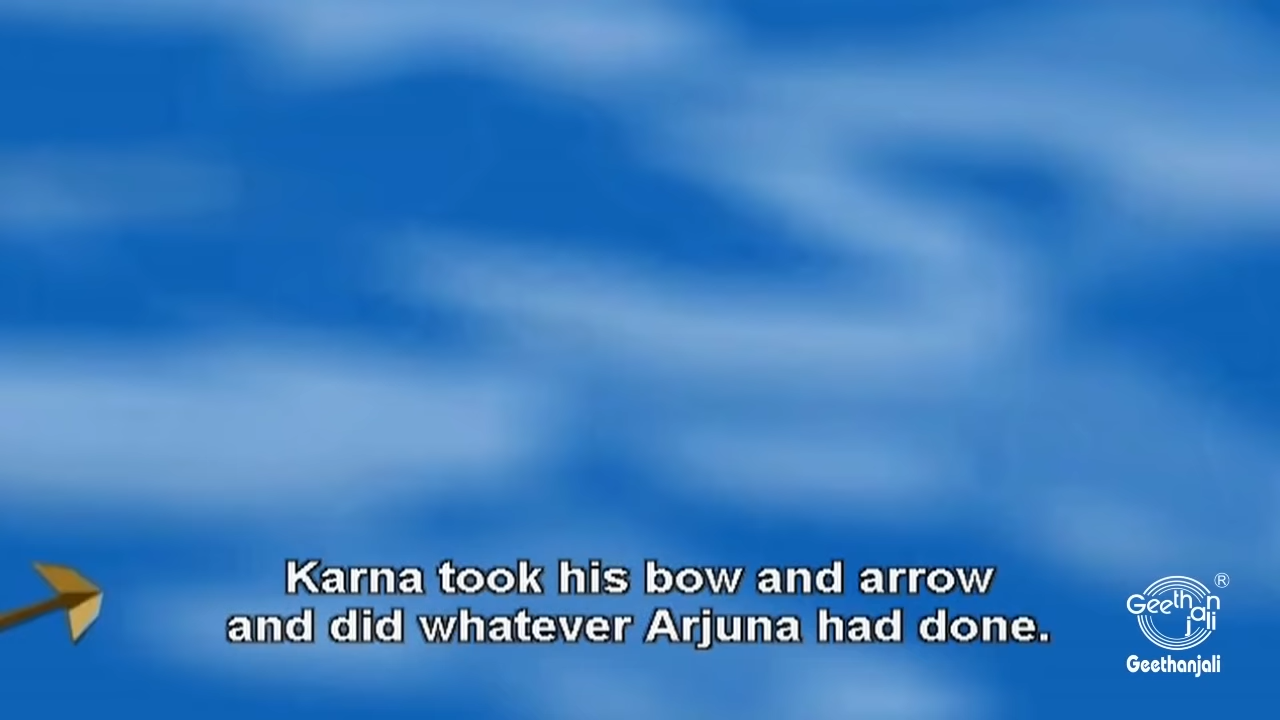 Karna took his bow and arrow
and did whatever Arjuna had done.
Geethanjali
®
Geethanjali